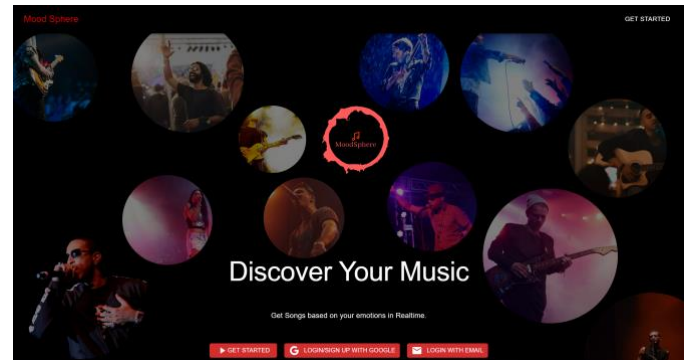 Mood Sphere
GET STARTED
MoodSphere
Discover Your Music
Get Songs based on your emotions in Realtime.
GET STARTED
LOGIN/SIGN UP WITH GOOGLE
LOGIN WITH EMAIL